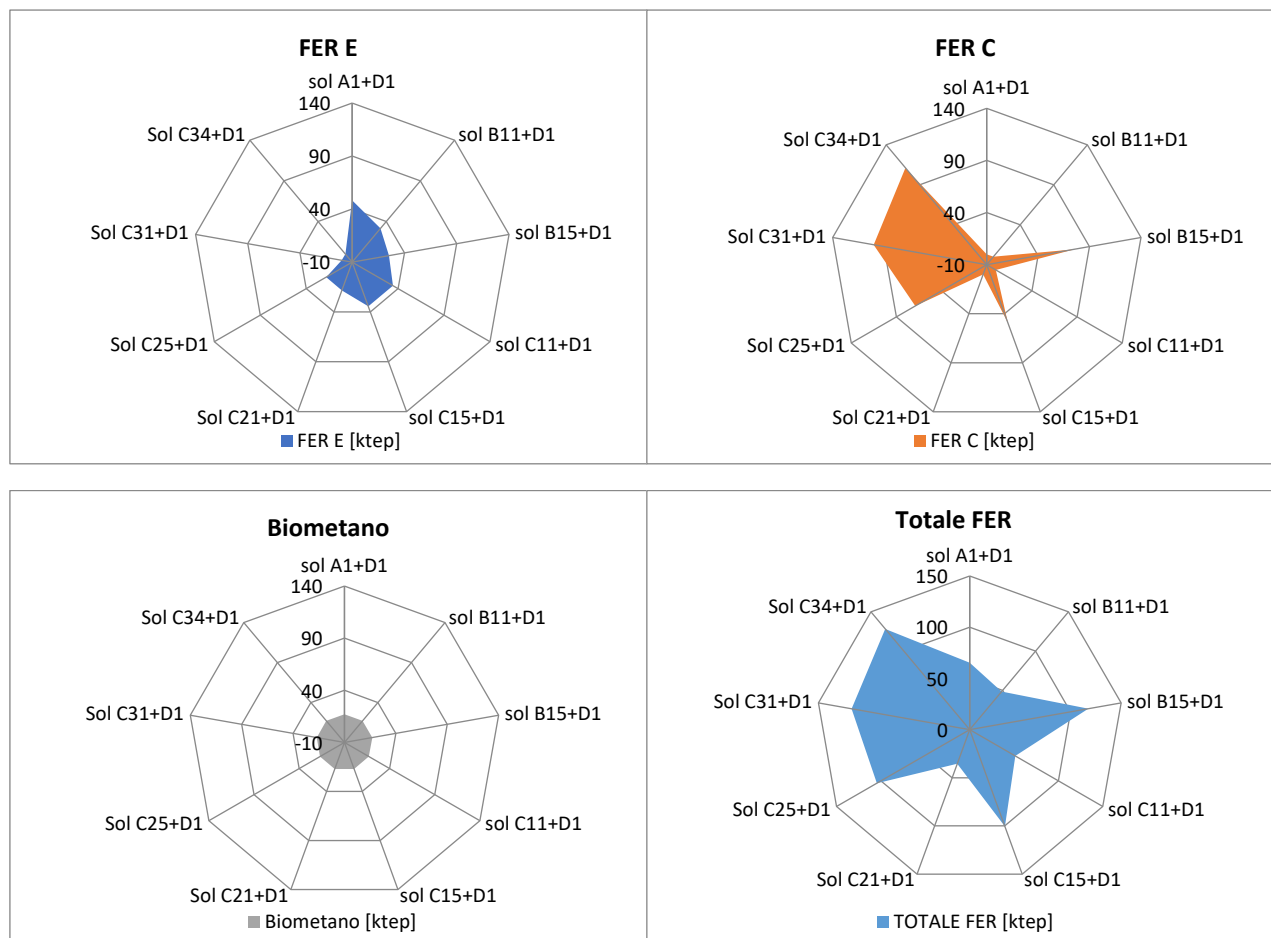 FER E
sol A1+D1
140
Sol C34+D1
sol B11+D1
90
40
Sol C31+D1
sol B15+D1
-10
Sol C25+D1
sol C11+D1
Sol C21+D1
sol C15+D1
FER E [ktep]
FER C
sol A1+D1
140
Sol C34+D1
sol B11+D1
90
40
Sol C31+D1
sol B15+D1
-10
Sol C25+D1
sol C11+D1
Sol C21+D1
sol C15+D1
FER C [ktep]
Biometano
sol A1+D1
140
Sol C34+D1
sol B11+D1
90
40
Sol C31+D1
sol B15+D1
-10
Sol C25+D1
sol C11+D1
Sol C21+D1
sol C15+D1
Biometano [ktep]
Totale FER
sol A1+D1
150
Sol C34+D1
sol B11+D1
100
50
Sol C31+D1
sol B15+D1
0
Sol C25+D1
sol C11+D1
Sol C21+D1
sol C15+D1
TOTALE FER [ktep]